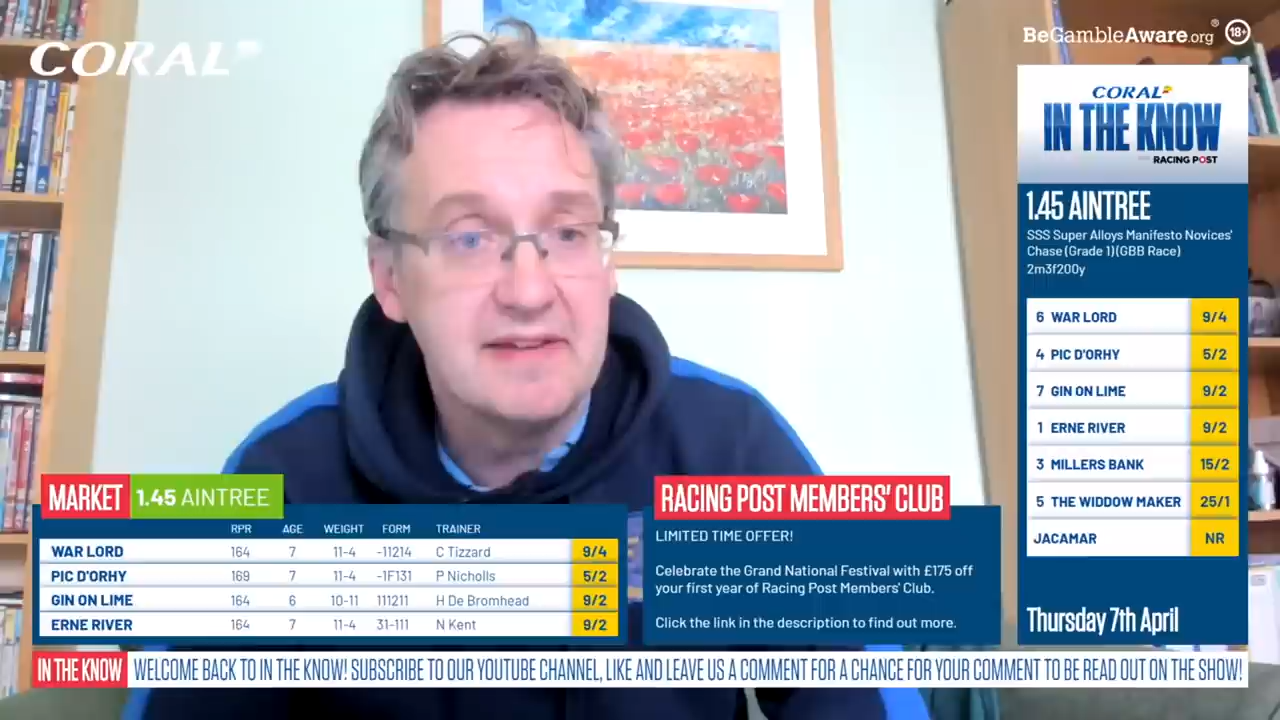 CORAL
BeGambleAware.org® 18+
CORAL
IN THE KNOW
RACING POST
1.45 AINTREE
SSS Super Alloys Manifesto Novices'
Chase (Grade 1) (GBB Race)
2m3f200y
6 WAR LORD 9/4
4 PIC D'ORHY 5/2
7 GIN ON LIME 9/2
1 ERNE RIVER 9/2
3 MILLERS BANK 15/2
5 THE WIDDOW MAKER 25/1
JACAMAR NR
Thursday 7th April
MARKET 1.45 AINTREE
RPR AGE WEIGHT FORM TRAINER
WAR LORD 164 7 11-4 -11214 C Tizzard 9/4
PIC D'ORHY 169 7 11-4 -1F131 P Nicholls 5/2
GIN ON LIME 164 6 10-11 111211 H De Bromhead 9/2
ERNE RIVER 164 7 11-4 31-111 N Kent 9/2
RACING POST MEMBERS' CLUB
LIMITED TIME OFFER!
Celebrate the Grand National Festival with £175 off
your first year of Racing Post Members' Club.
Click the link in the description to find out more.
IN THE KNOW WELCOME BACK TO IN THE KNOW! SUBSCRIBE TO OUR YOUTUBE CHANNEL, LIKE AND LEAVE US A COMMENT FOR A CHANCE FOR YOUR COMMENT TO BE READ OUT ON THE SHOW!